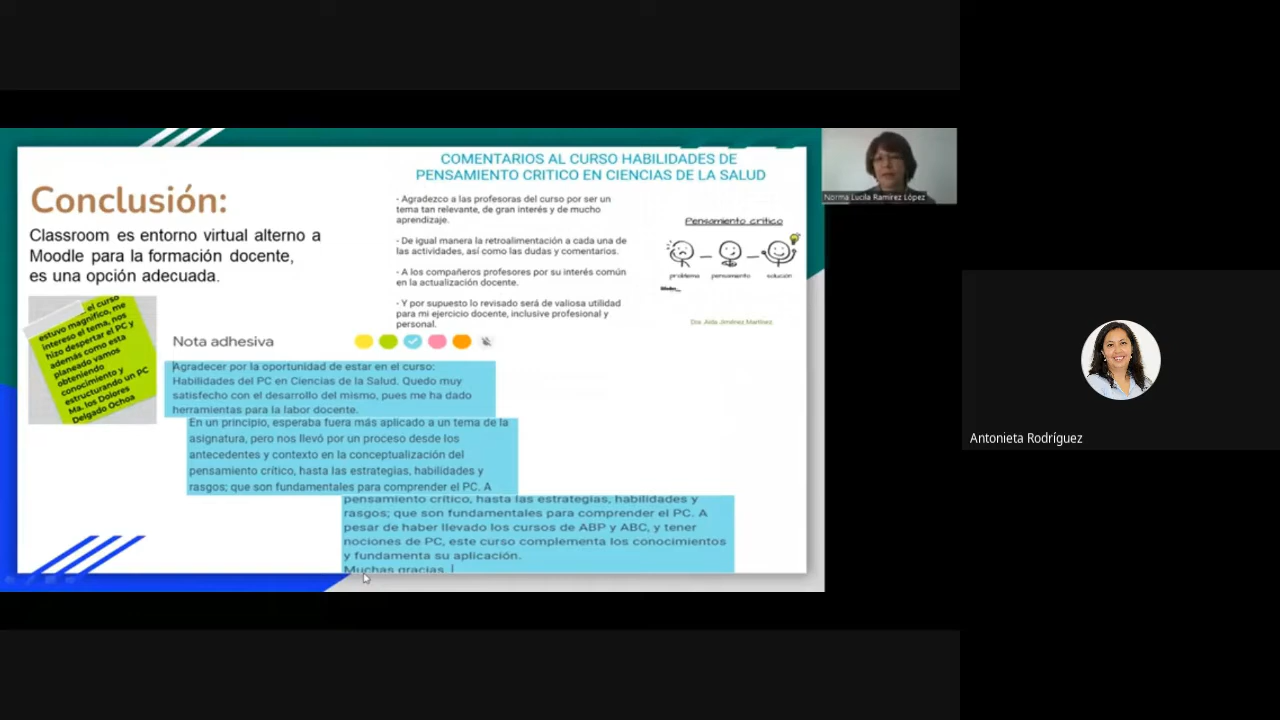 Conclusión:
Classroom es entorno virtual alterno a
Moodle para la formación docente,
es una opción adecuada.
COMENTARIOS AL CURSO HABILIDADES DE
PENSAMIENTO CRITICO EN CIENCIAS DE LA SALUD
- Agradezco a las profesoras del curso por ser un
tema tan relevante, de gran interés y de mucho
aprendizaje.
- De igual manera la retroalimentación a cada una de
las actividades, así como las dudas y comentarios.
- A los compañeros profesores por su interés común
en la actualización docente.
- Y por supuesto lo revisado será de valiosa utilidad
para mi ejercicio docente, inclusive profesional y
personal.
Pensamiento crítico
problema pensamiento solución
Dra. Aida Jiménez Martínez
el curso
estuvo magnífico, me
intereso el tema, nos
hizo despertar el PC y
además como esta
planeado vamos
obteniendo
conocimiento y
estructurando un PC
Ma. los Dolores
Delgado Ochoa
Nota adhesiva
Agradecer por la oportunidad de estar en el curso:
Habilidades del PC en Ciencias de la Salud. Quedo muy
satisfecho con el desarrollo del mismo, pues me ha dado
herramientas para la labor docente.
En un principio, esperaba fuera más aplicado a un tema de la
asignatura, pero nos llevó por un proceso desde los
antecedentes y contexto en la conceptualización del
pensamiento crítico, hasta las estrategias, habilidades y
rasgos; que son fundamentales para comprender el PC. A
pensamiento crítico, hasta las estrategias, habilidades y
rasgos; que son fundamentales para comprender el PC. A
pesar de haber llevado los cursos de ABP y ABC, y tener
nociones de PC, este curso complementa los conocimientos
y fundamenta su aplicación.
Muchas gracias.
Norma Lucila Ramírez López
Antonieta Rodríguez